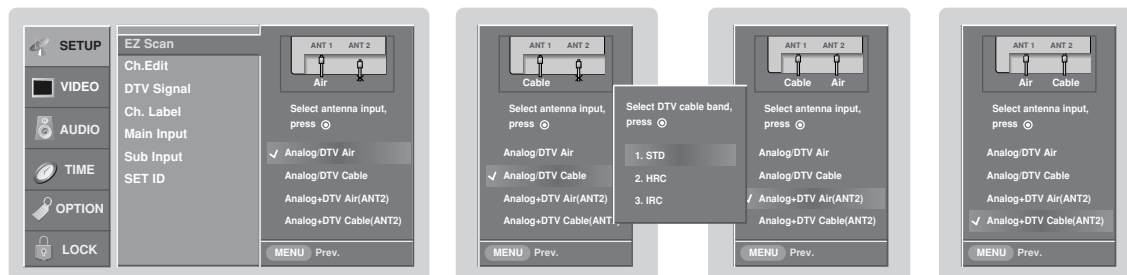 SETUP
VIDEO
AUDIO
TIME
OPTION
LOCK
EZ Scan
Ch.Edit
DTV Signal
Ch. Label
Main Input
Sub Input
SET ID
ANT 1 ANT 2
Air
Select antenna input,
press
Analog/DTV Air
Analog/DTV Cable
Analog+DTV Air(ANT2)
Analog+DTV Cable(ANT2)
MENU Prev.
ANT 1 ANT 2
Cable
Select antenna input,
press
Analog/DTV Air
Analog/DTV Cable
Analog+DTV Air(ANT2)
Analog+DTV Cable(ANT
MENU Prev.
Select DTV cable band,
press
1. STD
2. HRC
3. IRC
ANT 1 ANT 2
Cable Air
Select antenna input,
press
Analog/DTV Air
Analog/DTV Cable
Analog+DTV Air(ANT2)
Analog+DTV Cable(ANT2)
MENU Prev.
ANT 1 ANT 2
Air Cable
Select antenna input,
press
Analog/DTV Air
Analog/DTV Cable
Analog+DTV Air(ANT2)
Analog+DTV Cable(ANT2)
MENU Prev.